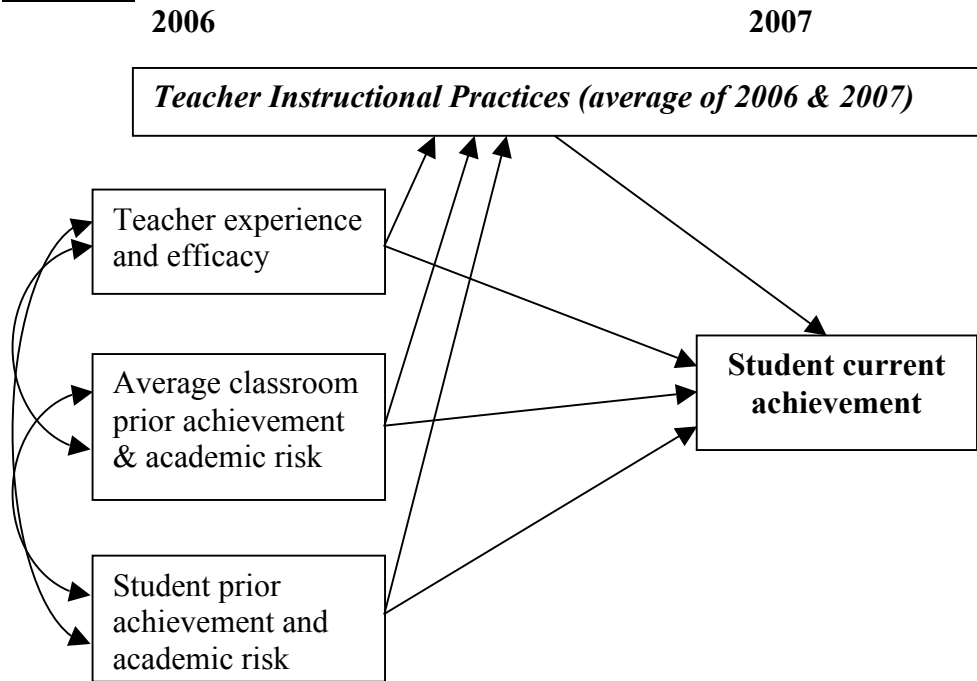 2006 2007
Teacher Instructional Practices (average of 2006 & 2007)
Teacher experience
and efficacy
Average classroom
prior achievement
& academic risk
Student current
achievement
Student prior
achievement and
academic risk